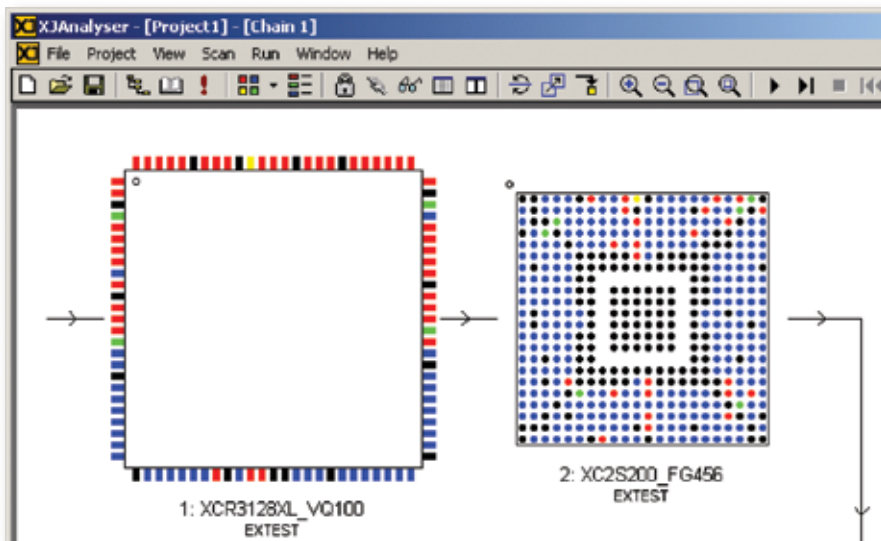 XJAnalyser - [Project1] - [Chain 1]
File Project View Scan Run Window Help
1: XCR3128XL_VQ100
EXTEST
2: XC2S200_FG456
EXTEST